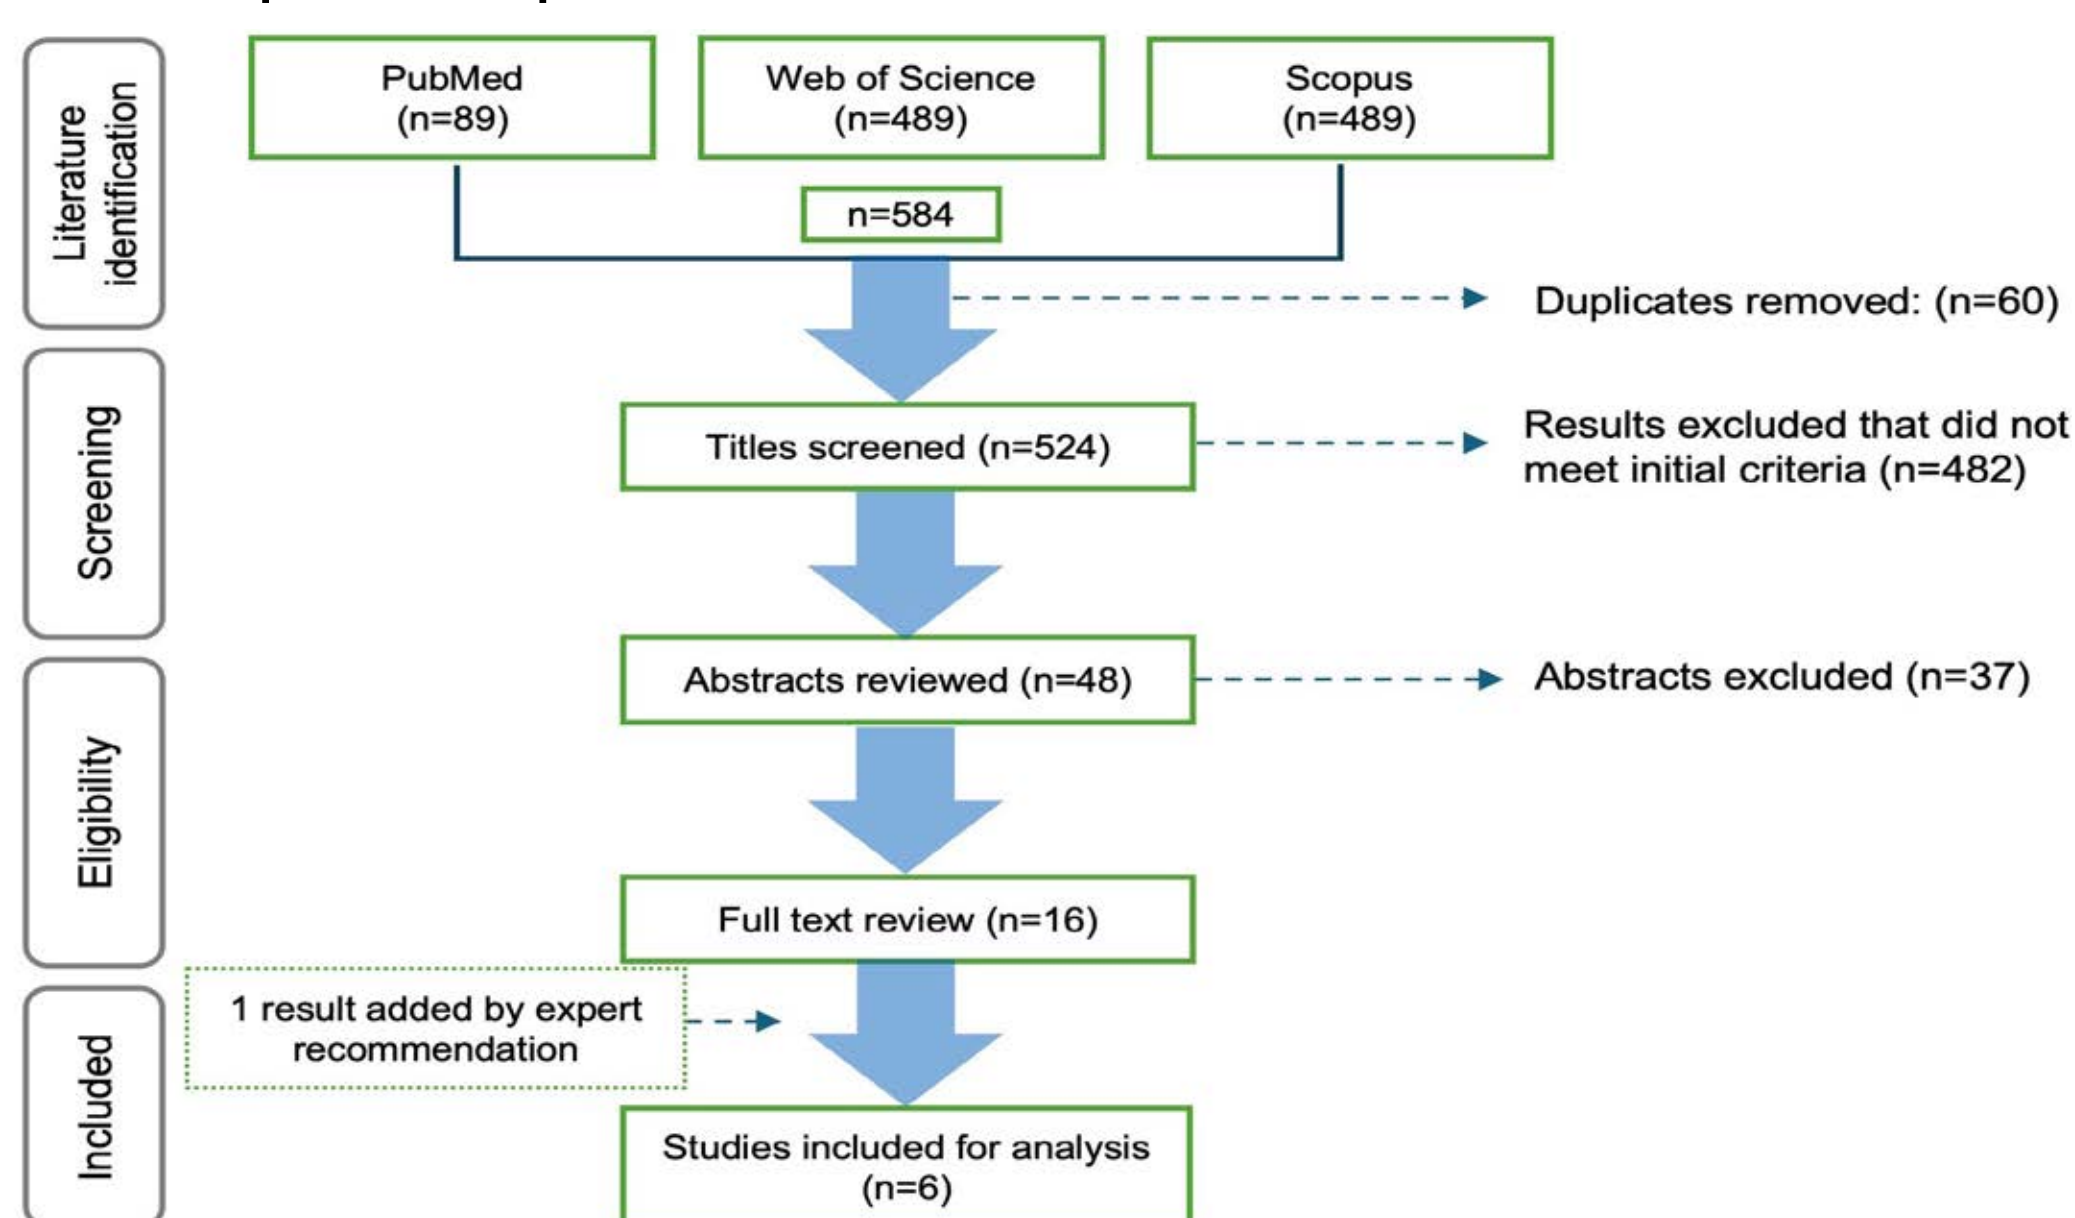 Literature
identification
PubMed
(n=89)
Web of Science
(n=489)
Scopus
(n=489)
n=584
Duplicates removed: (n=60)
Screening
Titles screened (n=524)
Results excluded that did not
meet initial criteria (n=482)
Abstracts reviewed (n=48)
Abstracts excluded (n=37)
Eligibility
Full text review (n=16)
1 result added by expert
recommendation
Included
Studies included for analysis
(n=6)